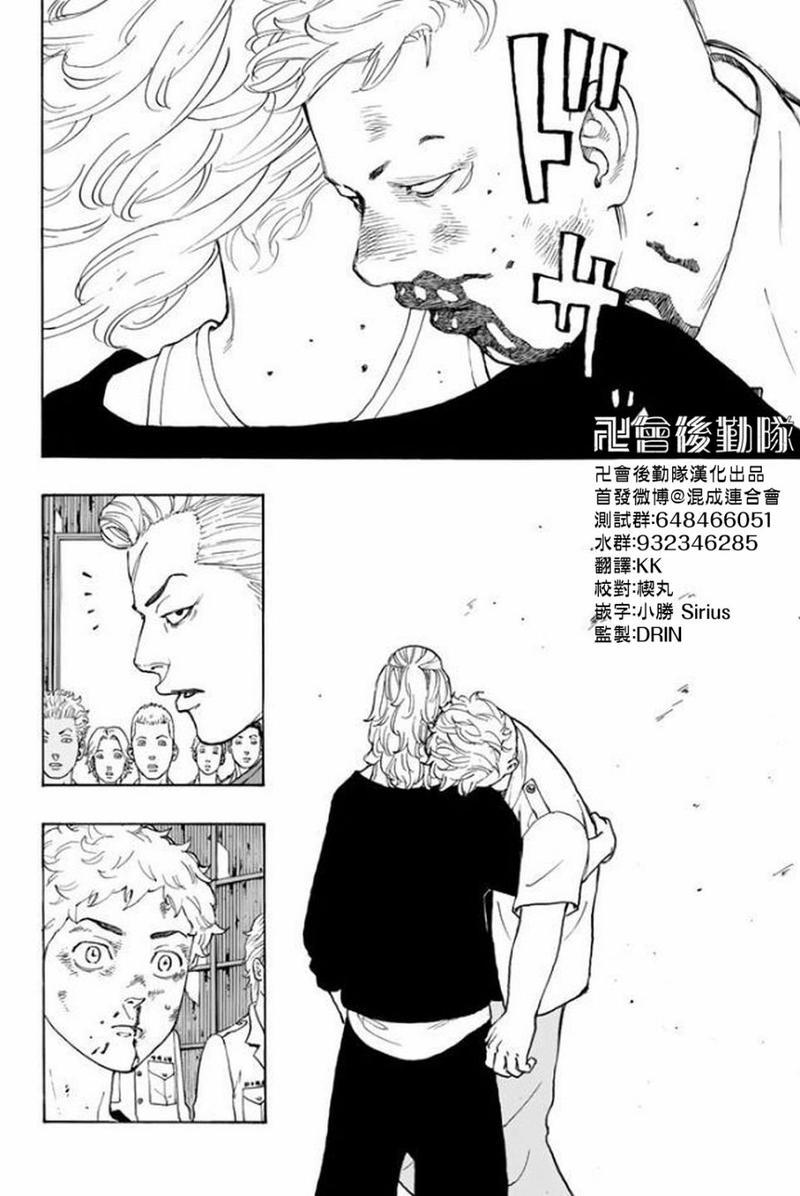 ドドサッ
卍會後勤隊
卍會後勤隊漢化出品
首發微博@混成連合會
測試群:648466051
水群:932346285
翻譯:KK
校對:楔丸
嵌字:小勝 Sirius
監製:DRIN